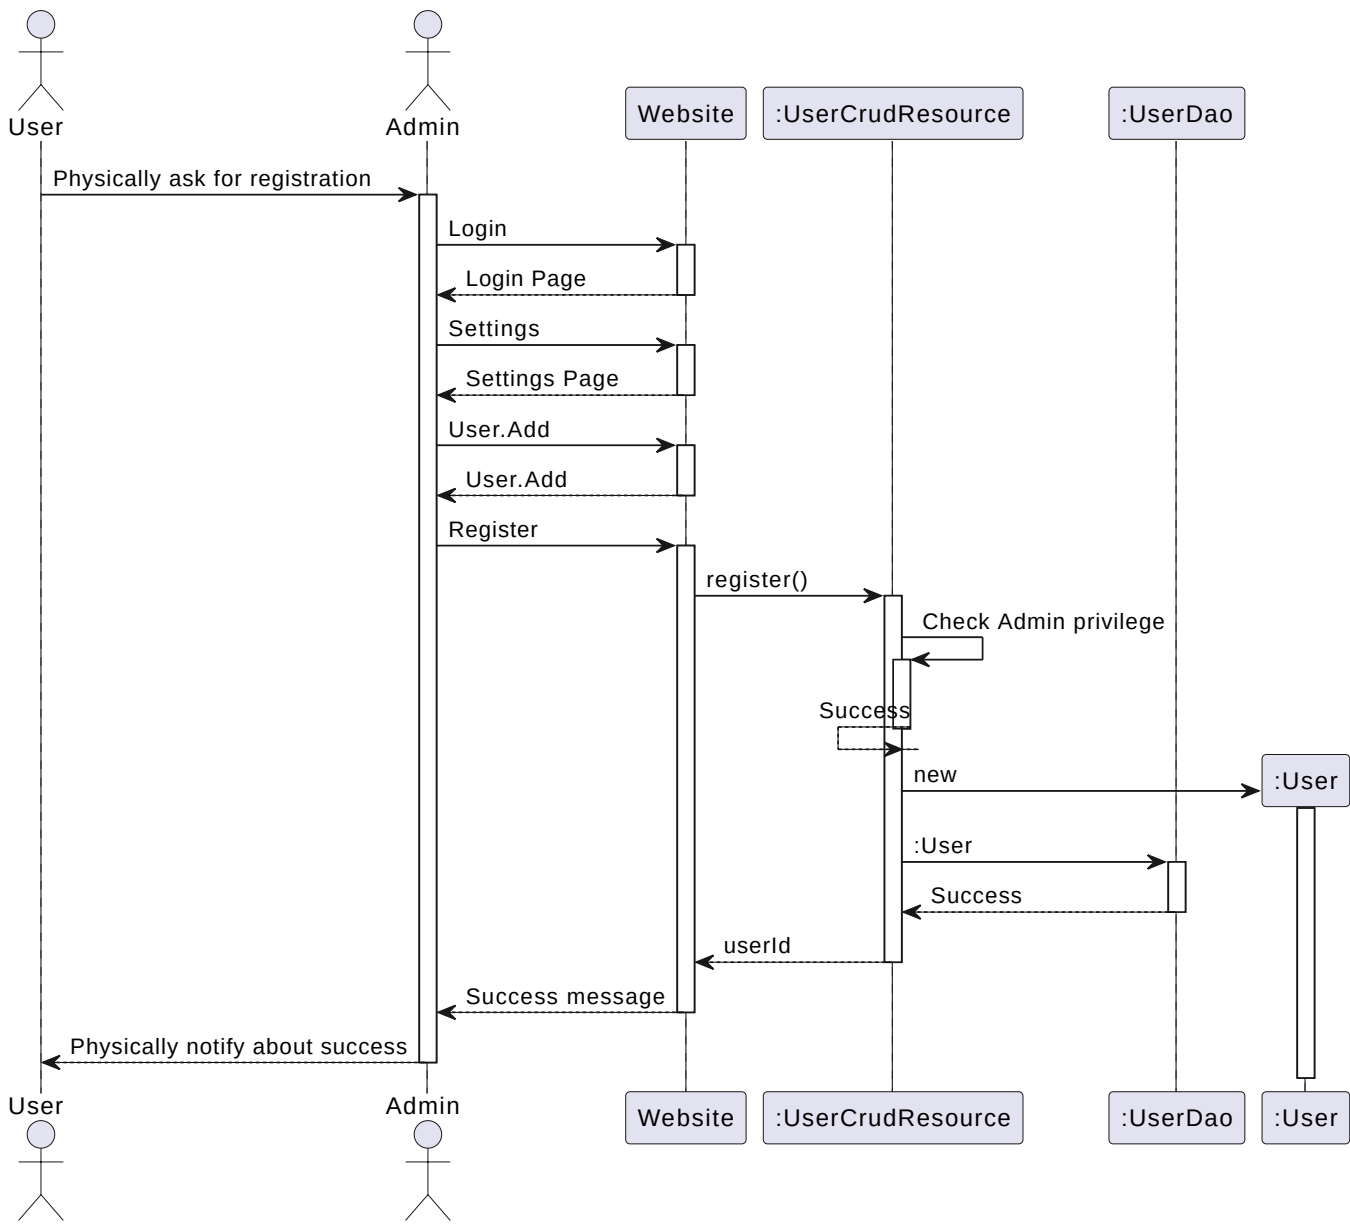 User
Admin
Website
:UserCrudResource
:UserDao
Physically ask for registration
Login
Login Page
Settings
Settings Page
User.Add
User.Add
Register
register()
Check Admin privilege
Success
new
:User
:User
Success
userId
Success message
Physically notify about success
User
Admin
Website
:UserCrudResource
:UserDao
:User